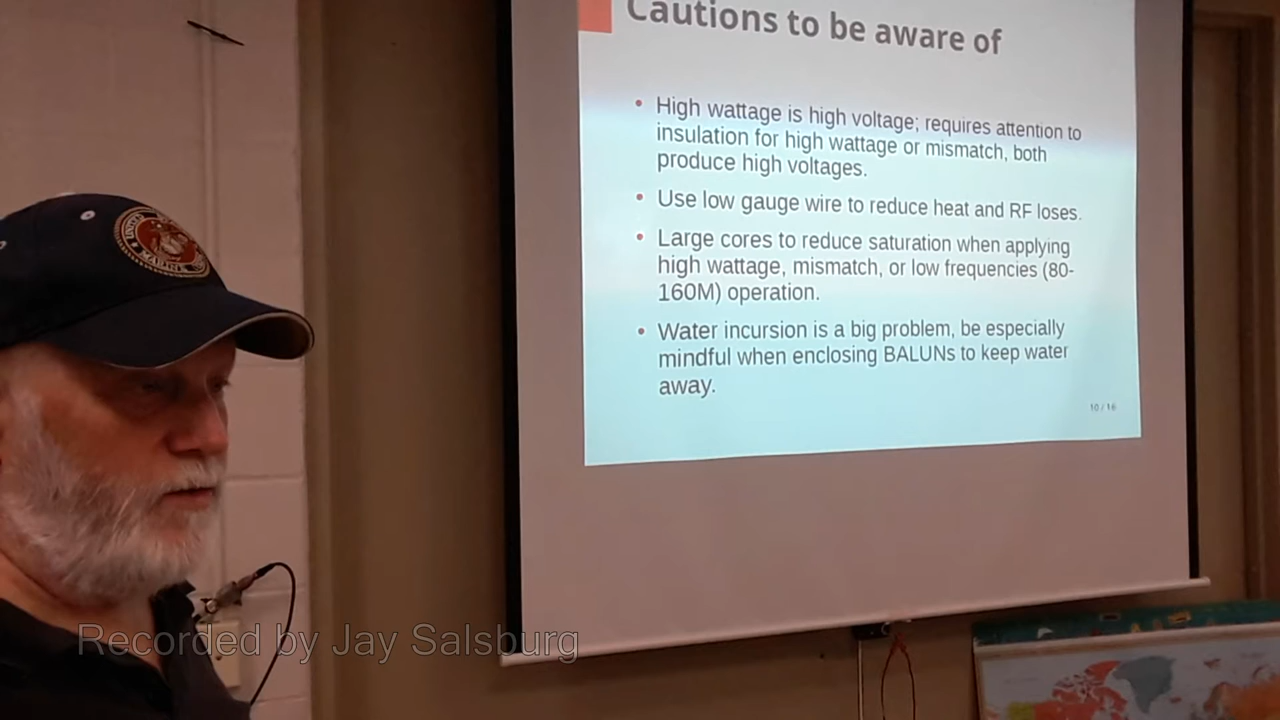 Cautions to be aware of
• High wattage is high voltage; requires attention to
insulation for high wattage or mismatch, both
produce high voltages.
• Use low gauge wire to reduce heat and RF loses.
• Large cores to reduce saturation when applying
high wattage, mismatch, or low frequencies (80-
160M) operation.
• Water incursion is a big problem, be especially
mindful when enclosing BALUNs to keep water
away.
10 / 16
Recorded by Jay Salsburg